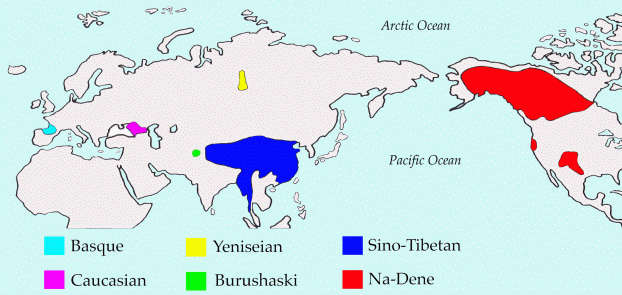 Arctic Ocean
Pacific Ocean
Basque Yeniseian Sino-Tibetan
Caucasian Burushaski Na-Dene